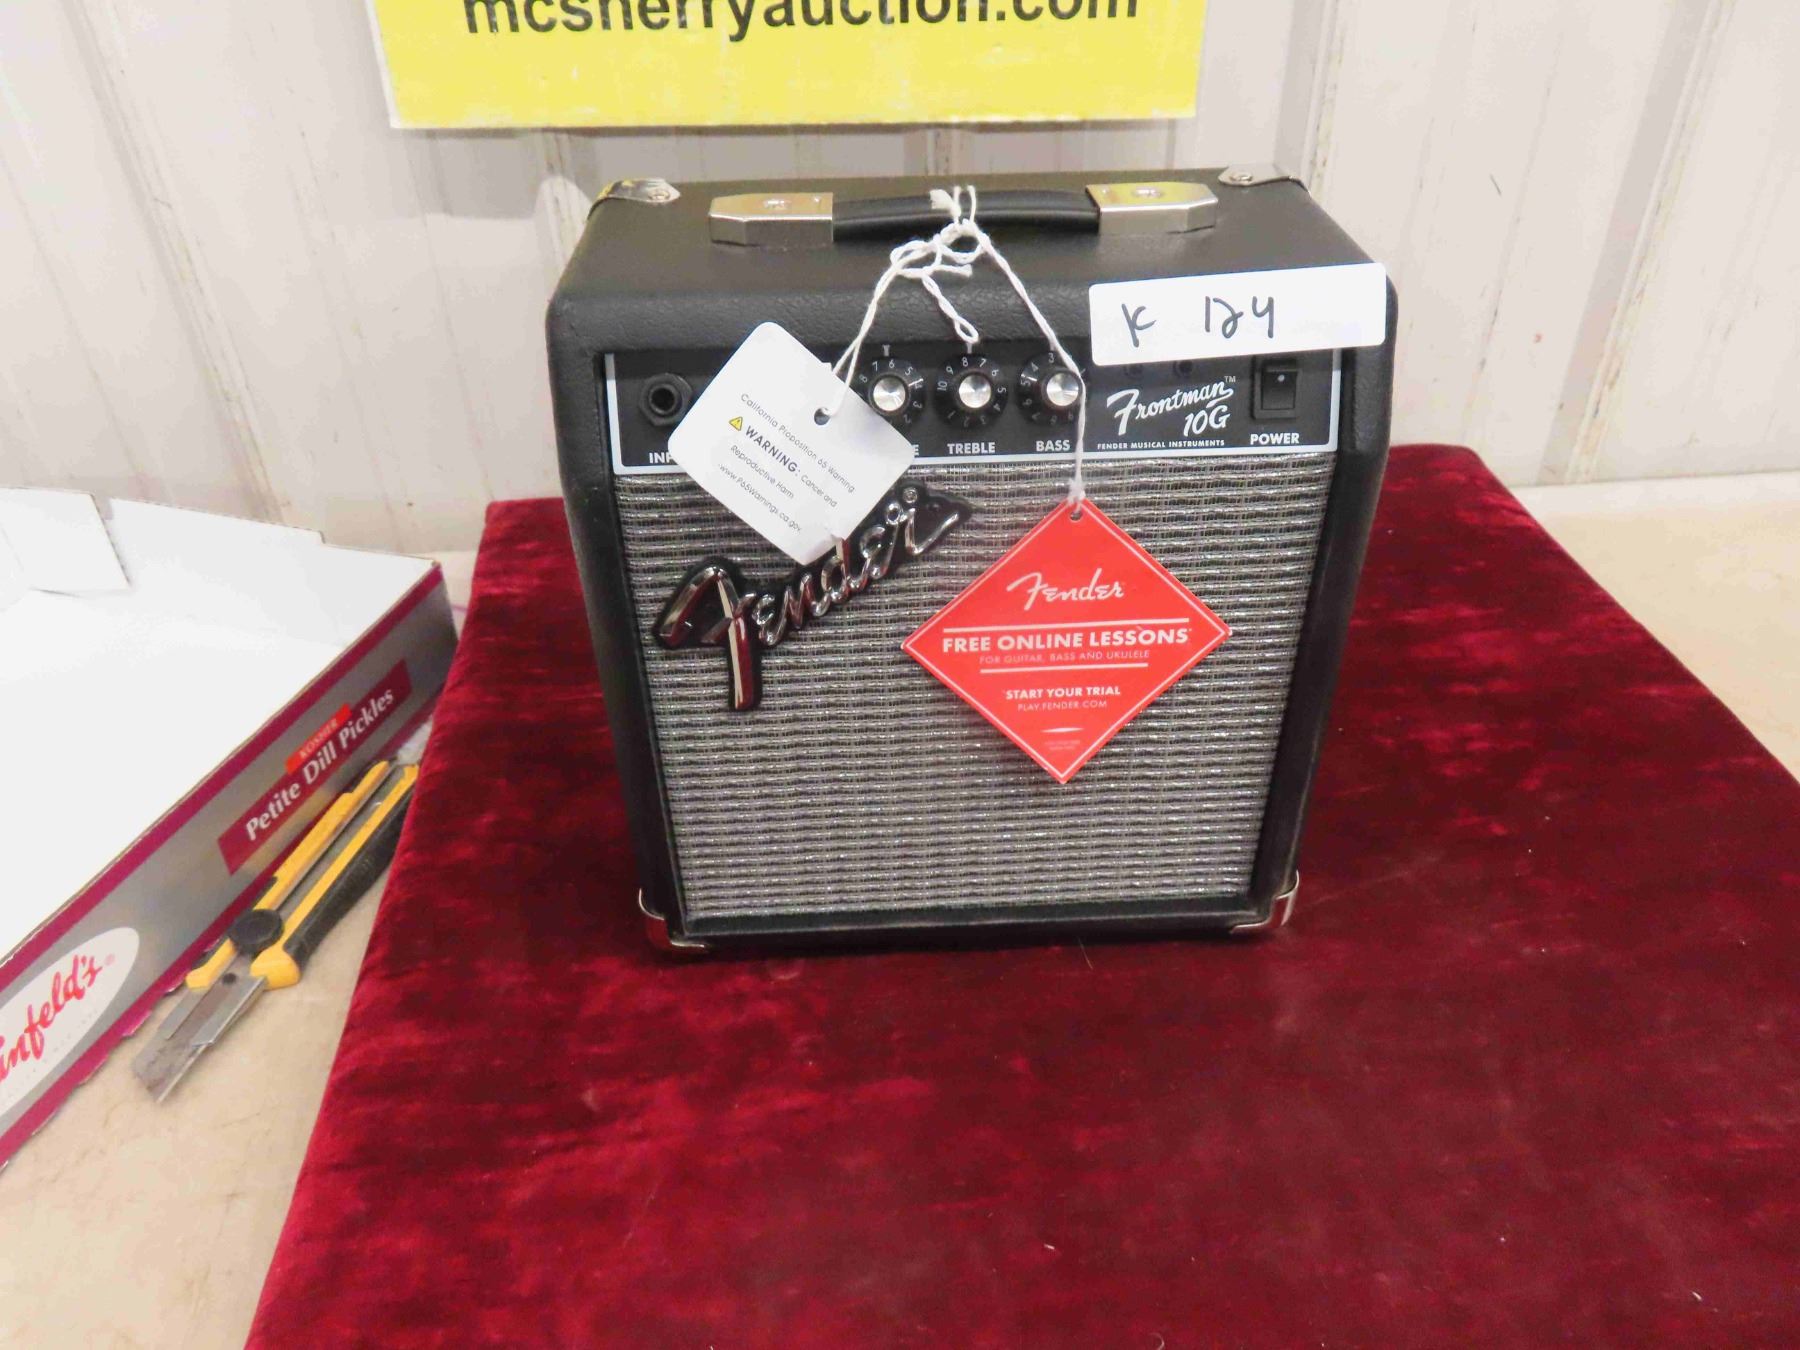 mcsherryauction.com
K 124
Frontman™
10G
FENDER MUSICAL INSTRUMENTS
POWER
TREBLE
BASS
California Proposition 65 Warning
WARNING: Cancer and
Reproductive Harm
www.P65Warnings.ca.gov
Fender
Fender
FREE ONLINE LESSONS
FOR GUITAR, BASS AND UKULELE
START YOUR TRIAL
PLAY.FENDER.COM
KOSHER
Petite Dill Pickles